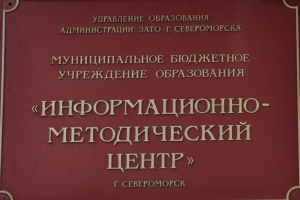 УПРАВЛЕНИЕ ОБРАЗОВАНИЯ
АДМИНИСТРАЦИИ ЗАТО Г. СЕВЕРОМОРСКА
МУНИЦИПАЛЬНОЕ БЮДЖЕТНОЕ
УЧРЕЖДЕНИЕ ОБРАЗОВАНИЯ
«ИНФОРМАЦИОННО-
МЕТОДИЧЕСКИЙ
ЦЕНТР»
Г. СЕВЕРОМОРСК